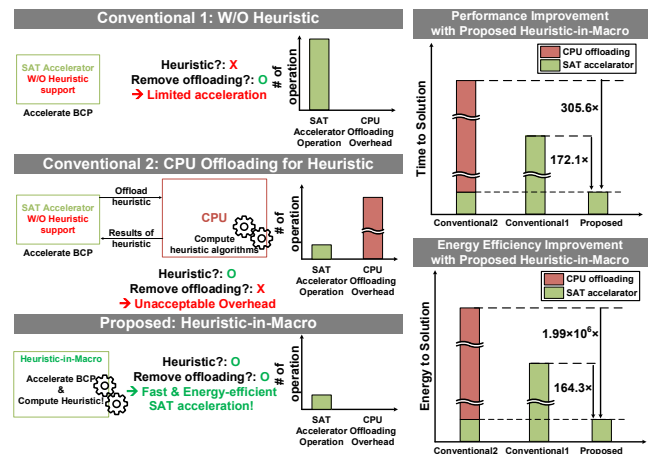 Conventional 1: W/O Heuristic
SAT Accelerator
W/O Heuristic
support
Accelerate BCP
Heuristic?: X
Remove offloading?: O
→ Limited acceleration
# of
operation
SAT
Accelerator
Operation
CPU
Offloading
Overhead
Conventional 2: CPU Offloading for Heuristic
SAT Accelerator
W/O Heuristic
support
Accelerate BCP
Offload
heuristic
Results of
heuristic
CPU
Compute
heuristic algorithms
Heuristic?: O
Remove offloading?: X
→ Unacceptable Overhead
# of
operation
SAT
Accelerator
Operation
CPU
Offloading
Overhead
Proposed: Heuristic-in-Macro
Heuristic-in-Macro
Accelerate BCP
&
Compute Heuristic!
Heuristic?: O
Remove offloading?: O
→ Fast & Energy-efficient
SAT acceleration!
# of
operation
SAT
Accelerator
Operation
CPU
Offloading
Overhead
Performance Improvement
with Proposed Heuristic-in-Macro
CPU offloading
SAT accelarator
Time to Solution
305.6×
172.1×
Conventional2
Conventional1
Proposed
Energy Efficiency Improvement
with Proposed Heuristic-in-Macro
CPU offloading
SAT accelarator
Energy to Solution
1.99×10⁶×
164.3×
Conventional2
Conventional1
Proposed